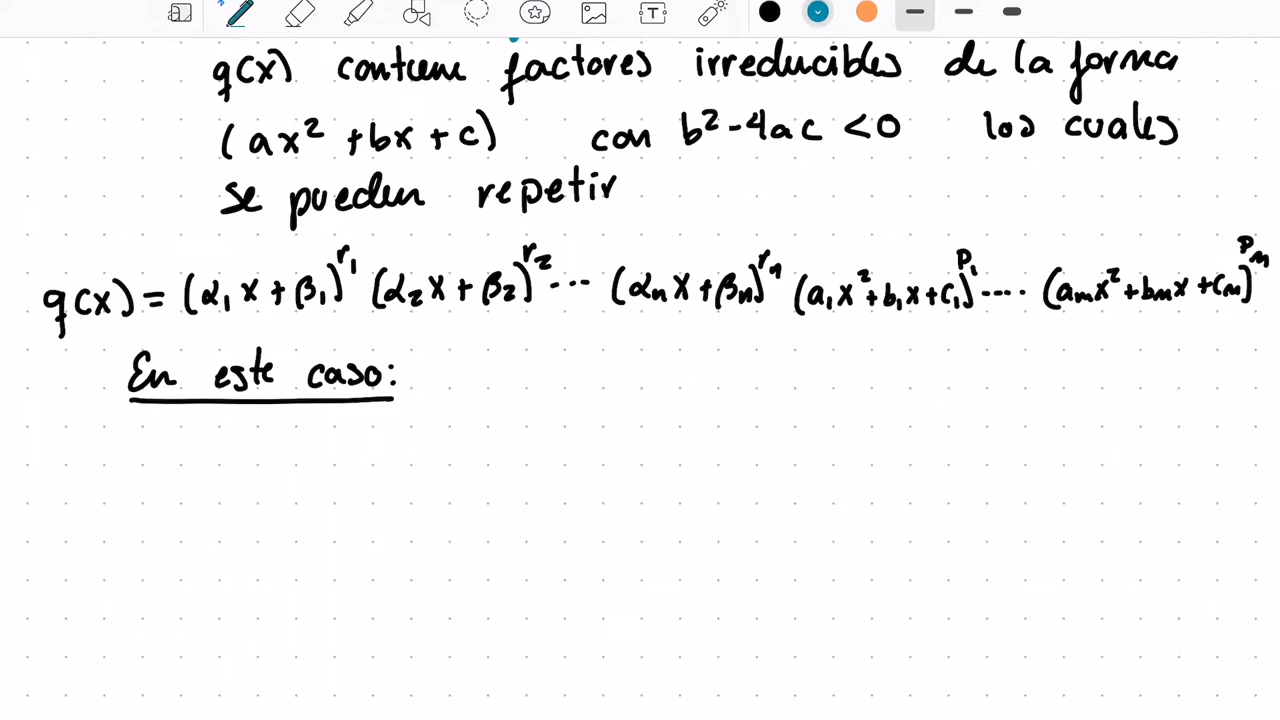 q(x) contiene factores irreducibles de la forma
(ax² + bx + c) con b² - 4ac < 0 los cuales
se pueden repetir
q(x) = (α₁x + β₁)^r₁ (α₂x + β₂)^r₂ ... (αₙx + βₙ)^rₙ (a₁x² + b₁x + c₁)^p₁ .... (aₘx² + bₘx + cₘ)^pₘ
En este caso: